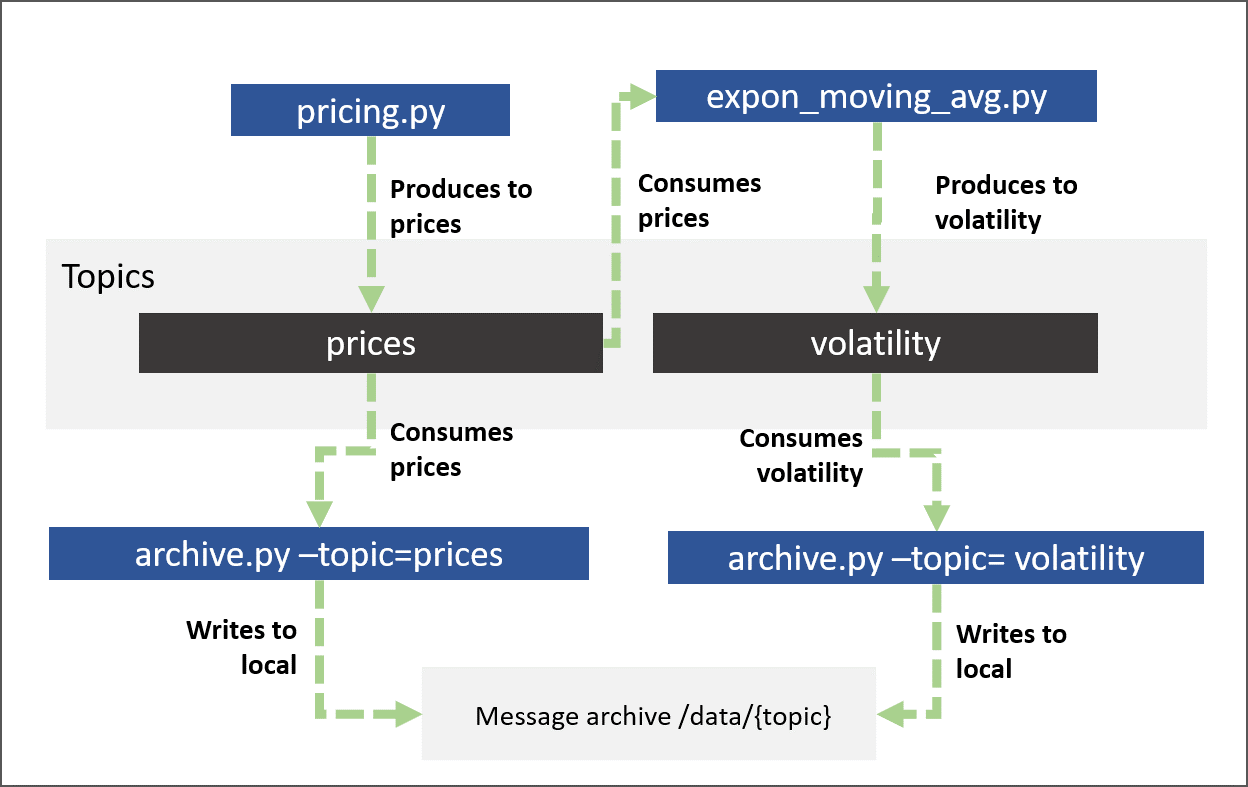 pricing.py
expon_moving_avg.py
Produces to
prices
Consumes
prices
Produces to
volatility
Topics
prices
volatility
Consumes
prices
Consumes
volatility
archive.py –topic=prices
archive.py –topic= volatility
Writes to
local
Writes to
local
Message archive /data/{topic}